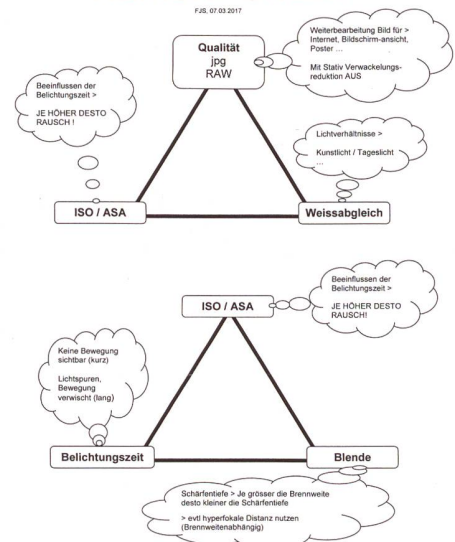 FJS, 07.03.2017
Qualität
jpg
RAW
Weiterbearbeitung Bild für >
Internet, Bildschirm-ansicht,
Poster ...
Mit Stativ Verwackelungs-
reduktion AUS
Beeinflussen der
Belichtungszeit >
JE HÖHER DESTO
RAUSCH !
Lichtverhältnisse >
Kunstlicht / Tageslicht
...
ISO / ASA
Weissabgleich
ISO / ASA
Beeinflussen der
Belichtungszeit >
JE HÖHER DESTO
RAUSCH!
Keine Bewegung
sichtbar (kurz)
Lichtspuren,
Bewegung
verwischt (lang)
Belichtungszeit
Blende
Schärfentiefe > Je grösser die Brennweite
desto kleiner die Schärfentiefe
> evtl hyperfokale Distanz nutzen
(Brennweitenabhängig)